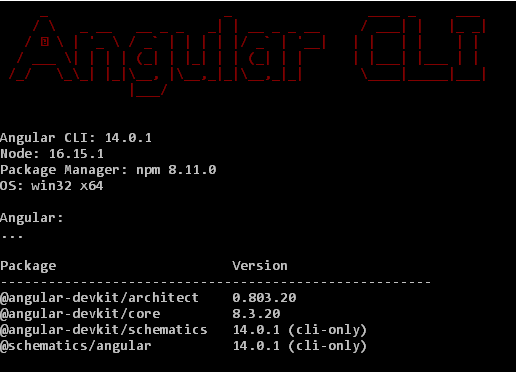 Angular CLI
Angular CLI: 14.0.1
Node: 16.15.1
Package Manager: npm 8.11.0
OS: win32 x64
Angular:
...
Package Version
------------------------------------------------------
@angular-devkit/architect 0.803.20
@angular-devkit/core 8.3.20
@angular-devkit/schematics 14.0.1 (cli-only)
@schematics/angular 14.0.1 (cli-only)